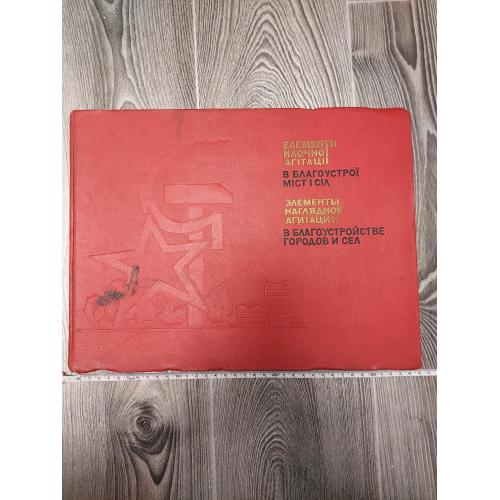 ЕЛЕМЕНТИ
НАОЧНОЇ
АГІТАЦІЇ
В БЛАГОУСТРОЇ
МІСТ І СІЛ
ЭЛЕМЕНТЫ
НАГЛЯДНОЙ
АГИТАЦИИ
В БЛАГОУСТРОЙСТВЕ
ГОРОДОВ И СЕЛ